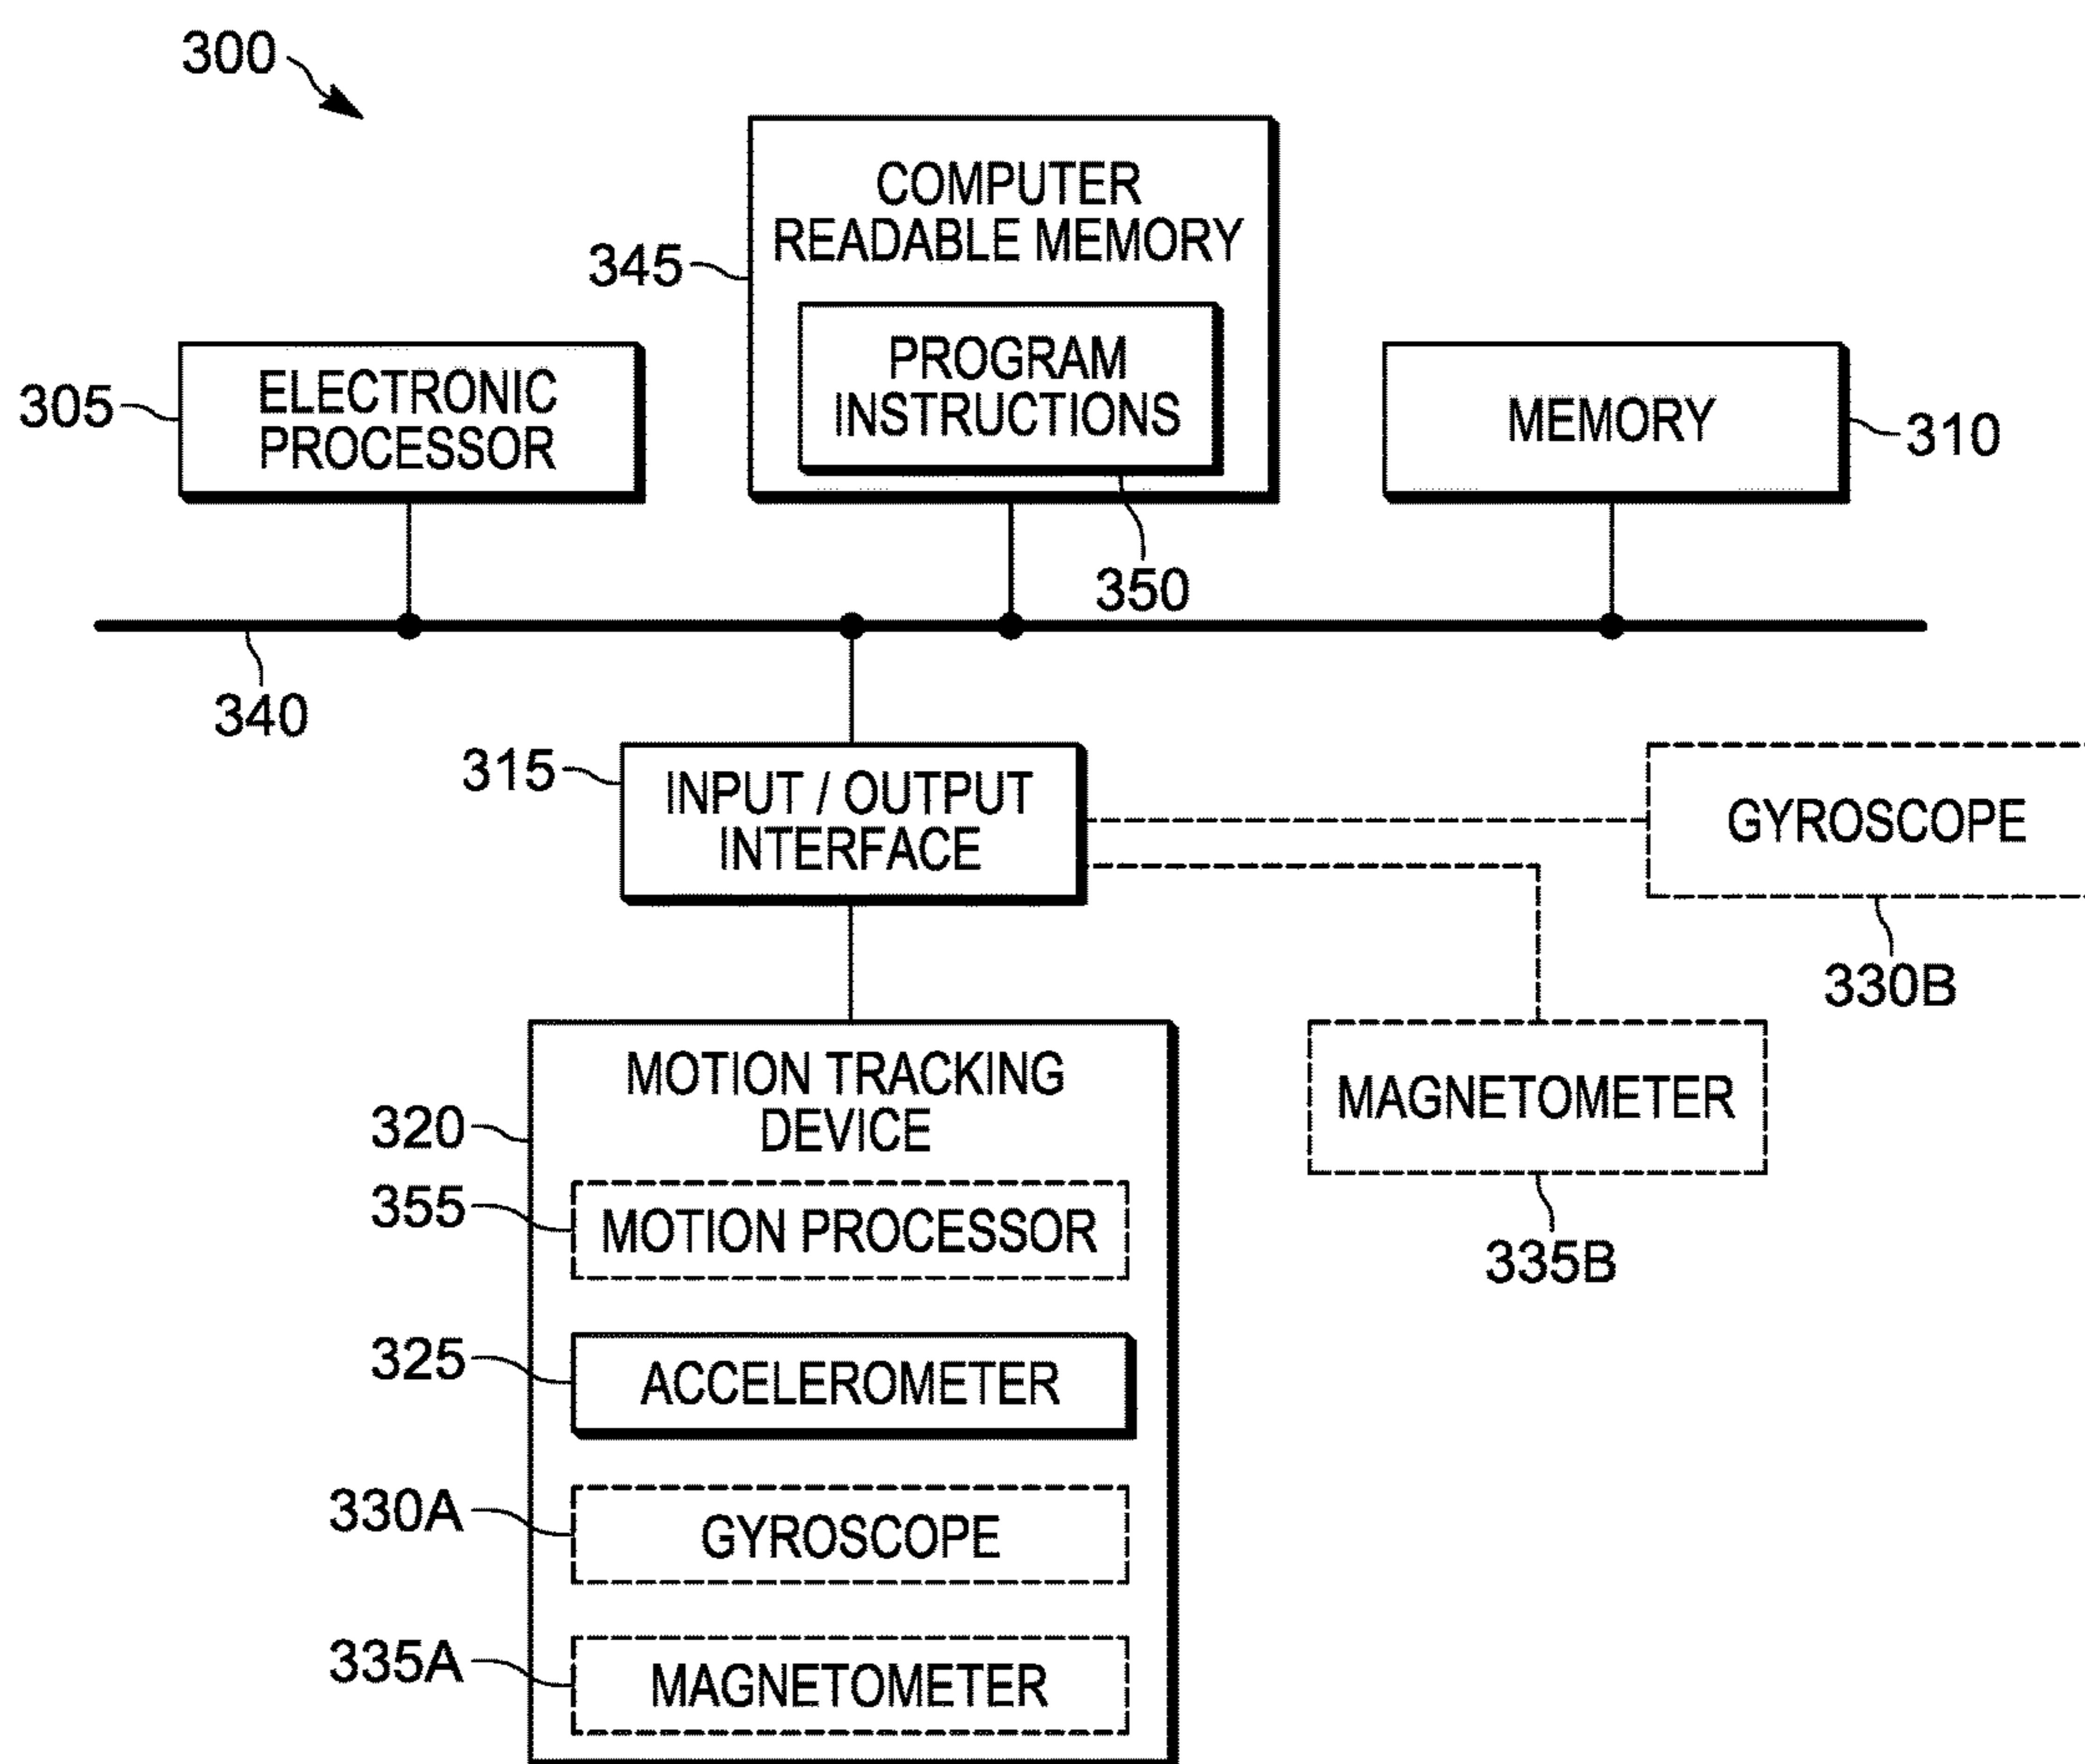 300
COMPUTER
READABLE MEMORY
345
PROGRAM
INSTRUCTIONS
350
305
ELECTRONIC
PROCESSOR
MEMORY
310
340
315
INPUT / OUTPUT
INTERFACE
GYROSCOPE
330B
MAGNETOMETER
335B
320
MOTION TRACKING
DEVICE
355
MOTION PROCESSOR
325
ACCELEROMETER
330A
GYROSCOPE
335A
MAGNETOMETER